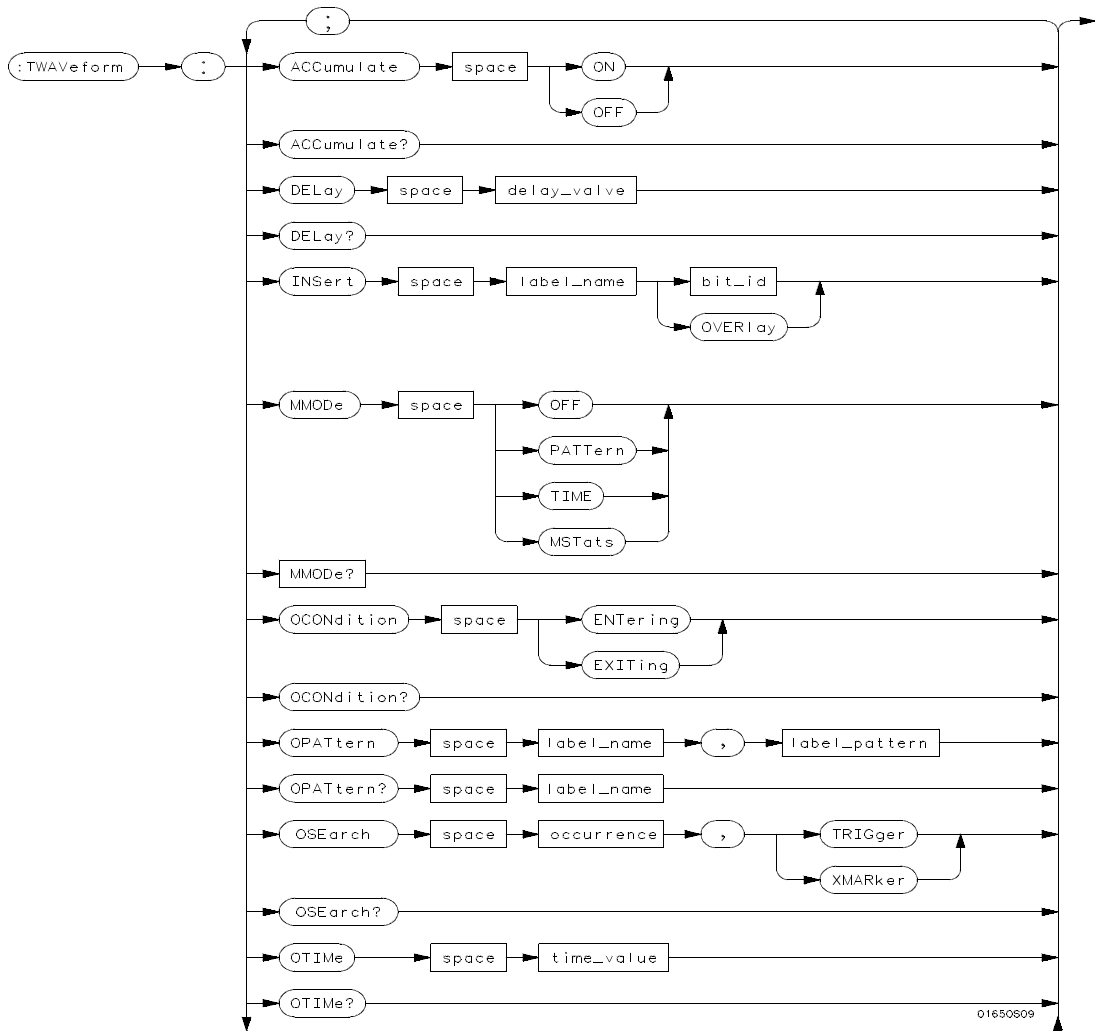 ;
:TWAVeform : ACCumulate space ON
OFF
ACCumulate?
DELay space delay_valve
DELay?
INSert space label_name bit_id
OVERlay
MMODe space OFF
PATTern
TIME
MSTats
MMODe?
OCONdition space ENTering
EXITing
OCONdition?
OPATtern space label_name , label_pattern
OPATtern? space label_name
OSEarch space occurrence , TRIGger
XMARker
OSEarch?
OTIMe space time_value
OTIMe?
01650S09